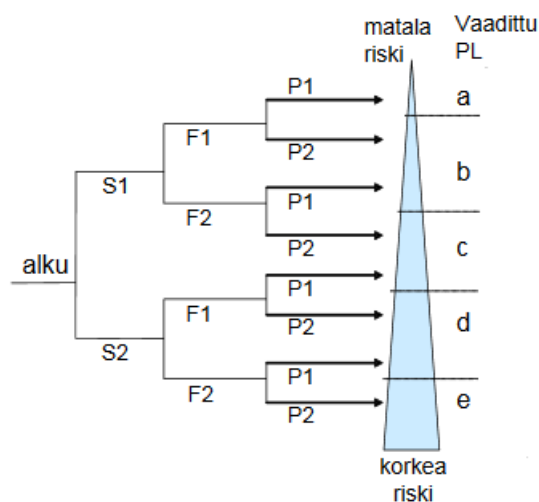 matala
riski
Vaadittu
PL
P1
a
F1
P2
b
S1
P1
F2
P2
c
alku
P1
F1
P2
d
S2
P1
F2
P2
e
korkea
riski